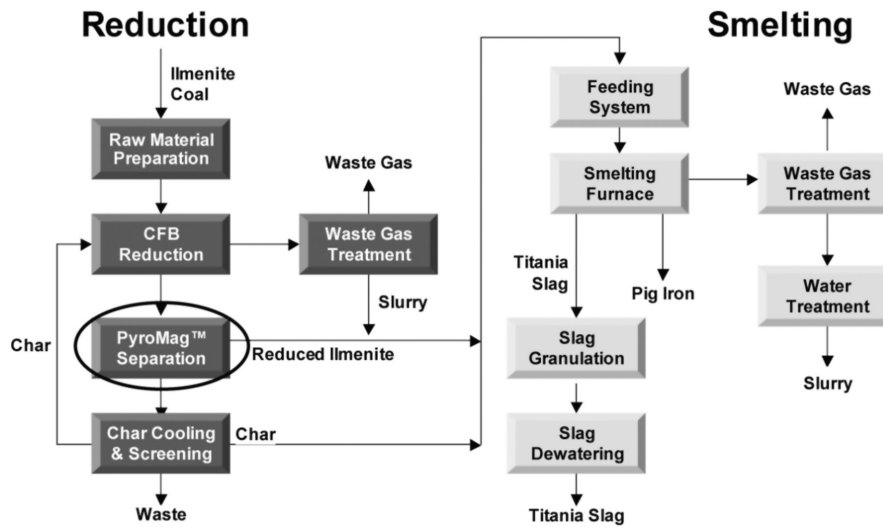 Reduction
Smelting
Ilmenite
Coal
Raw Material
Preparation
CFB
Reduction
Waste Gas
Waste Gas
Treatment
Slurry
Char
PyroMag™
Separation
Reduced Ilmenite
Char Cooling
& Screening
Char
Waste
Feeding
System
Smelting
Furnace
Waste Gas
Waste Gas
Treatment
Titania
Slag
Pig Iron
Water
Treatment
Slurry
Slag
Granulation
Slag
Dewatering
Titania Slag